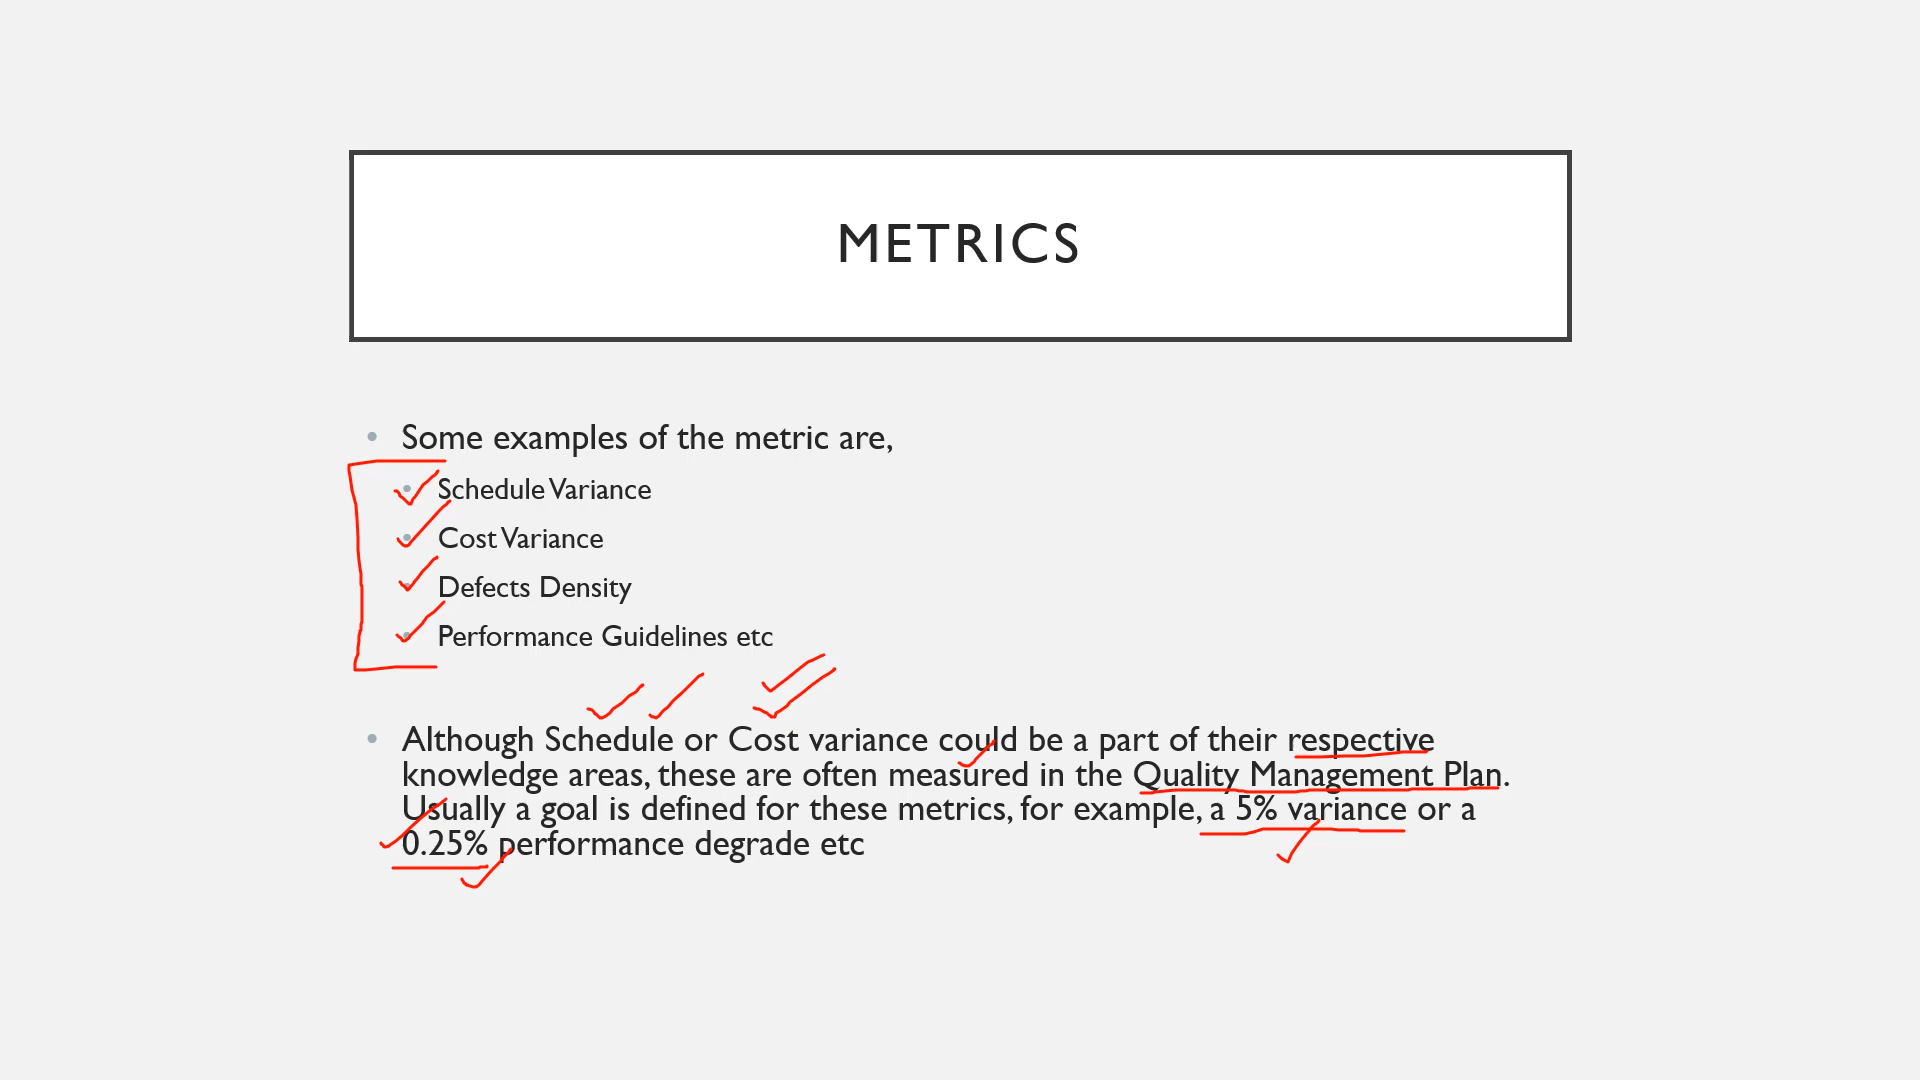 METRICS
• Some examples of the metric are,
• Schedule Variance
• Cost Variance
• Defects Density
• Performance Guidelines etc
• Although Schedule or Cost variance could be a part of their respective
knowledge areas, these are often measured in the Quality Management Plan.
Usually a goal is defined for these metrics, for example, a 5% variance or a
0.25% performance degrade etc